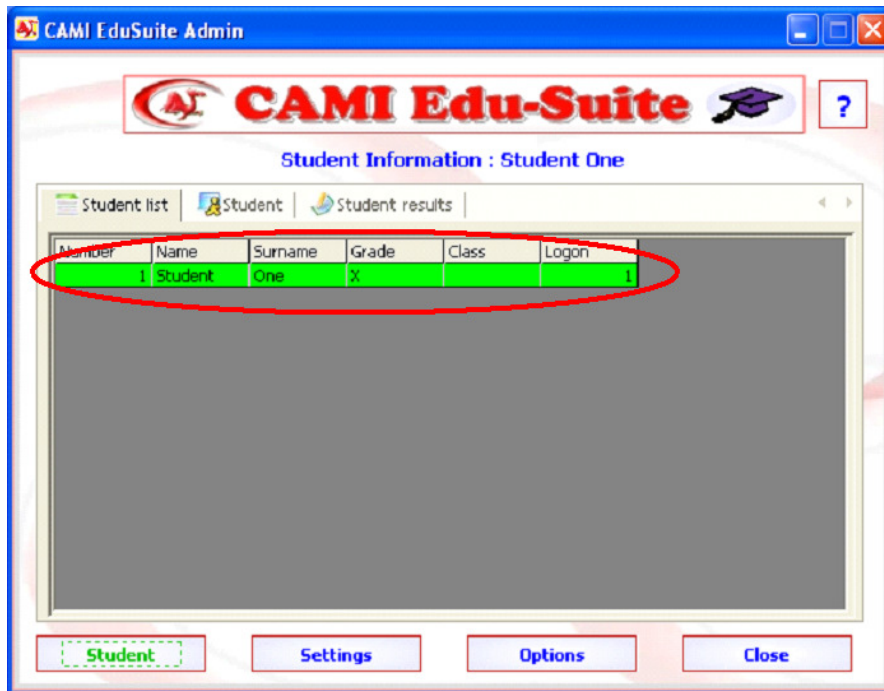 CAMI EduSuite Admin
CAMI Edu-Suite
?
Student Information : Student One
Student list Student Student results
Number Name Surname Grade Class Logon
1 Student One X 1
Student Settings Options Close